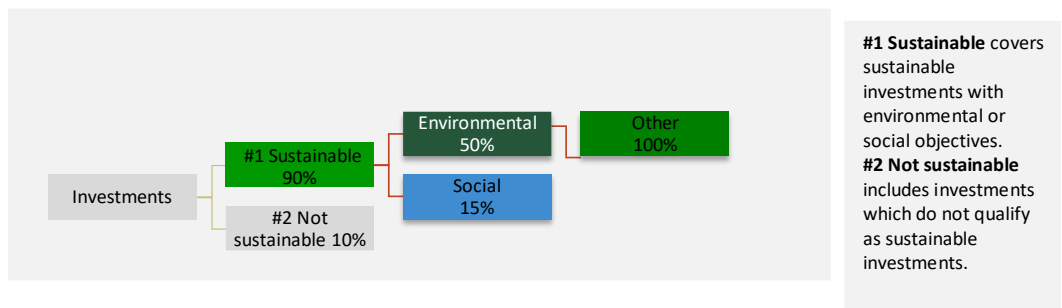 Investments
#1 Sustainable
90%
#2 Not
sustainable 10%
Environmental
50%
Social
15%
Other
100%
#1 Sustainable covers
sustainable
investments with
environmental or
social objectives.
#2 Not sustainable
includes investments
which do not qualify
as sustainable
investments.